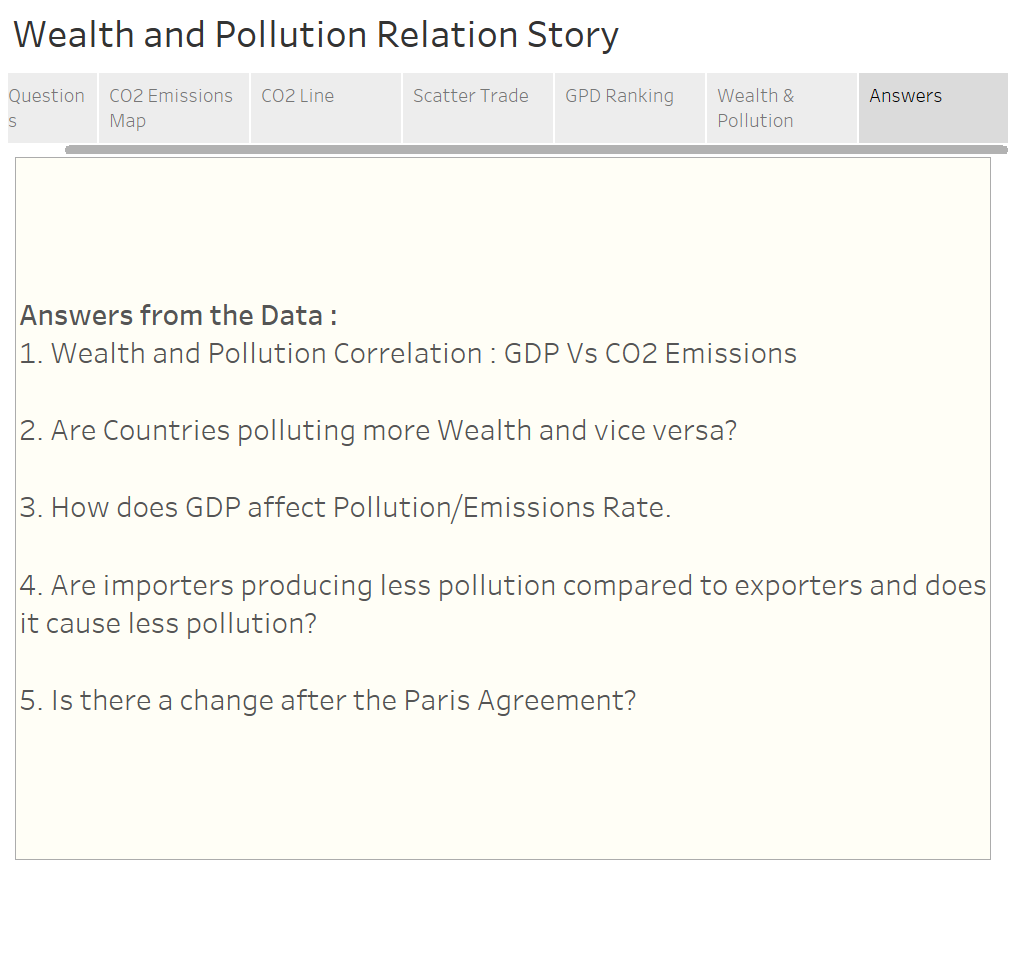 Wealth and Pollution Relation Story
Question
s
CO2 Emissions
Map
CO2 Line
Scatter Trade
GPD Ranking
Wealth &
Pollution
Answers
Answers from the Data :
1. Wealth and Pollution Correlation : GDP Vs CO2 Emissions
2. Are Countries polluting more Wealth and vice versa?
3. How does GDP affect Pollution/Emissions Rate.
4. Are importers producing less pollution compared to exporters and does
it cause less pollution?
5. Is there a change after the Paris Agreement?